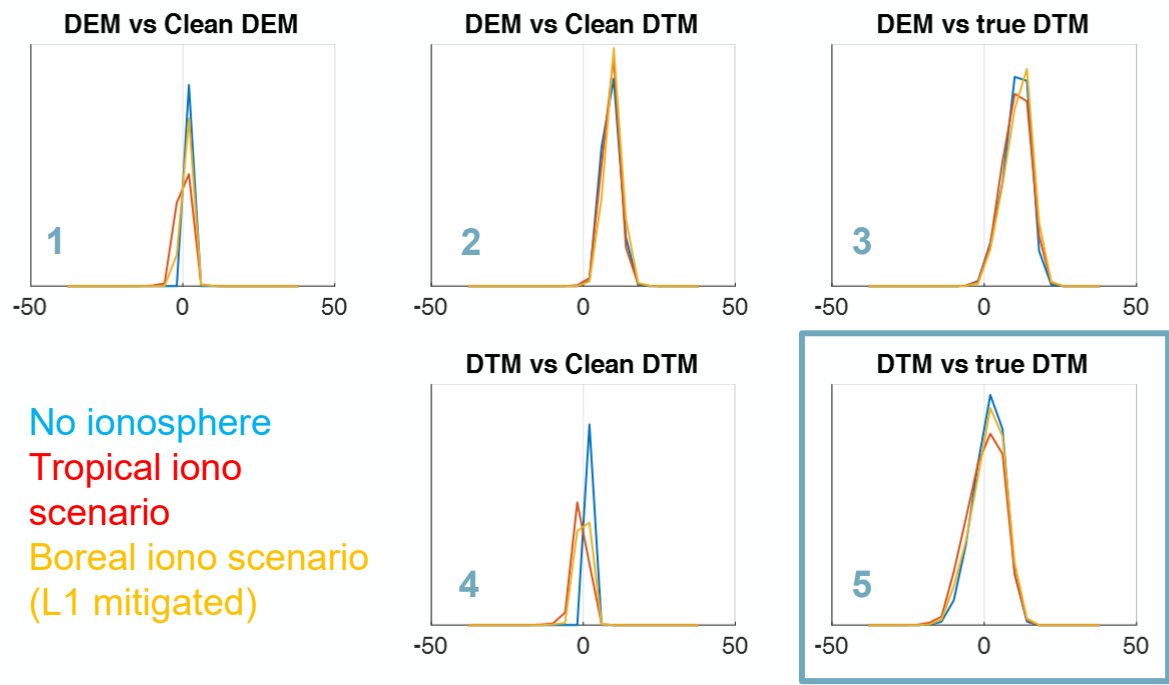 DEM vs Clean DEM
DEM vs Clean DTM
DEM vs true DTM
1
2
3
-50
0
50
-50
0
50
-50
0
50
DTM vs Clean DTM
DTM vs true DTM
No ionosphere
Tropical iono
scenario
Boreal iono scenario
(L1 mitigated)
4
5
-50
0
50
-50
0
50